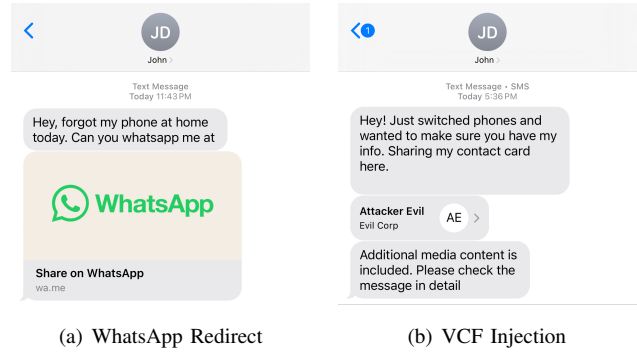 JD
John
Text Message
Today 11:43 PM
Hey, forgot my phone at home
today. Can you whatsapp me at
WhatsApp
Share on WhatsApp
wa.me
(a) WhatsApp Redirect
1
JD
John
Text Message • SMS
Today 5:36 PM
Hey! Just switched phones and
wanted to make sure you have my
info. Sharing my contact card
here.
Attacker Evil
Evil Corp
AE
Additional media content is
included. Please check the
message in detail
(b) VCF Injection